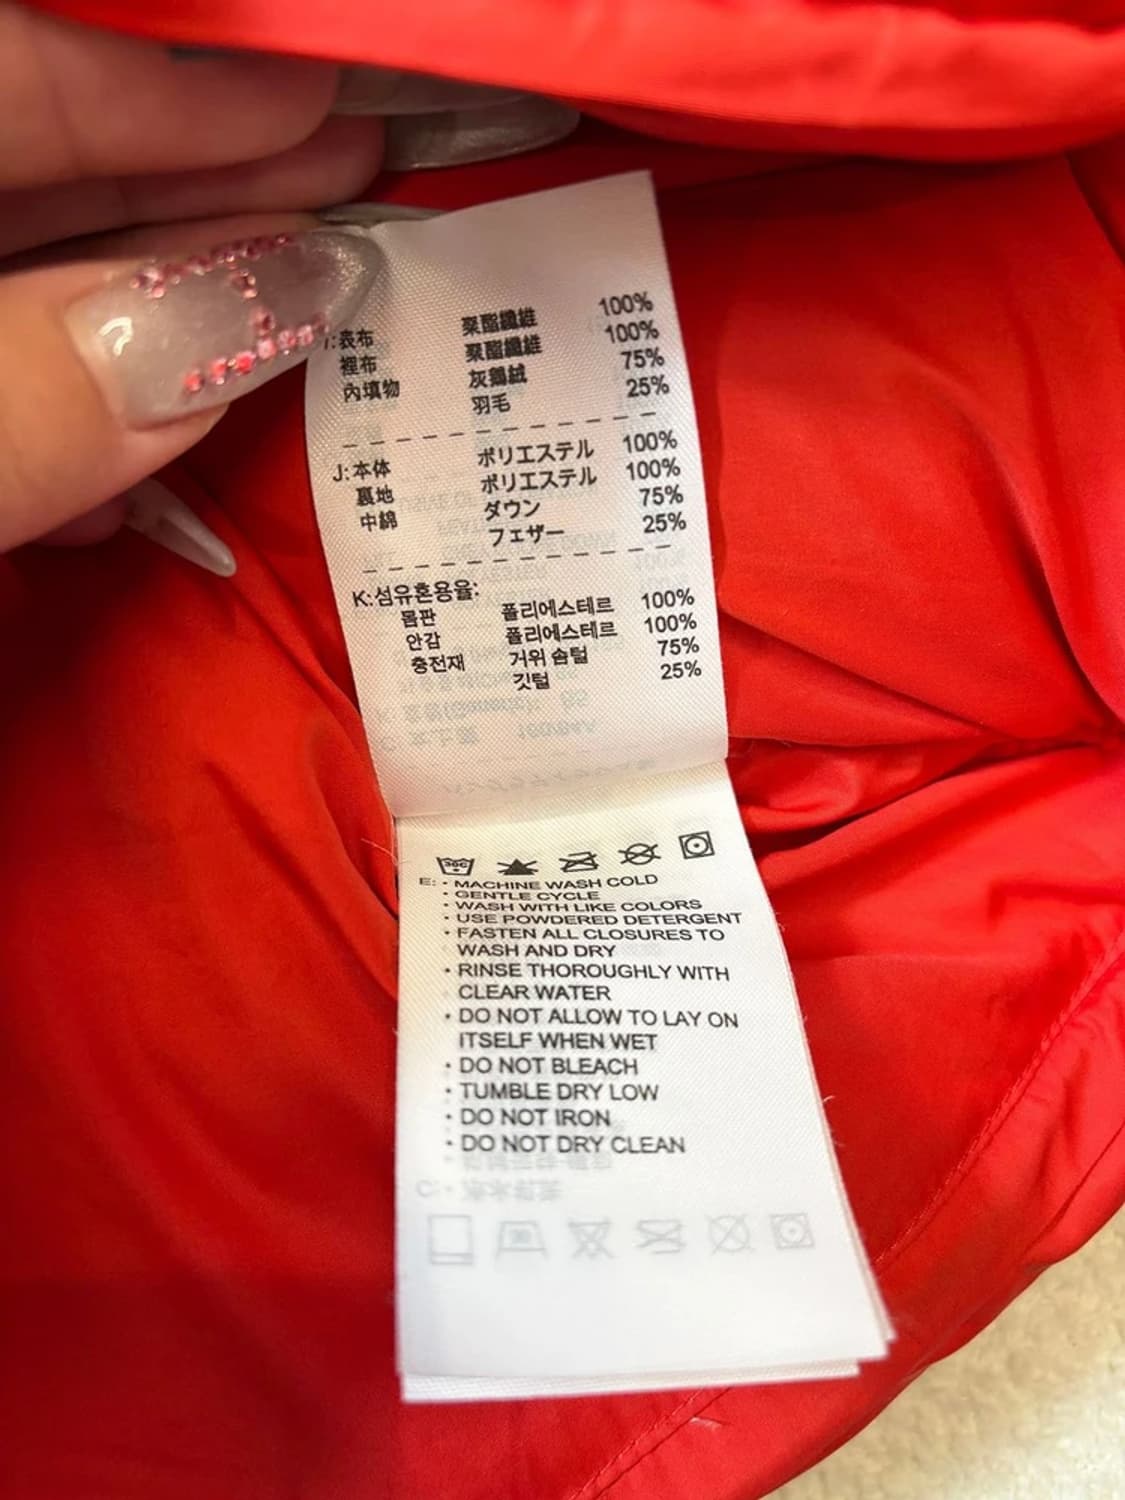 :表布 聚酯纖維 100%
裡布 聚酯纖維 100%
內填物 灰鵝絨 75%
羽毛 25%
J:本体 ポリエステル 100%
裏地 ポリエステル 100%
中綿 ダウン 75%
フェザー 25%
K:섬유혼용율:
몸판 폴리에스테르 100%
안감 폴리에스테르 100%
충전재 거위 솜털 75%
깃털 25%
30C
E: • MACHINE WASH COLD
• GENTLE CYCLE
• WASH WITH LIKE COLORS
• USE POWDERED DETERGENT
• FASTEN ALL CLOSURES TO
WASH AND DRY
• RINSE THOROUGHLY WITH
CLEAR WATER
• DO NOT ALLOW TO LAY ON
ITSELF WHEN WET
• DO NOT BLEACH
• TUMBLE DRY LOW
• DO NOT IRON
• DO NOT DRY CLEAN